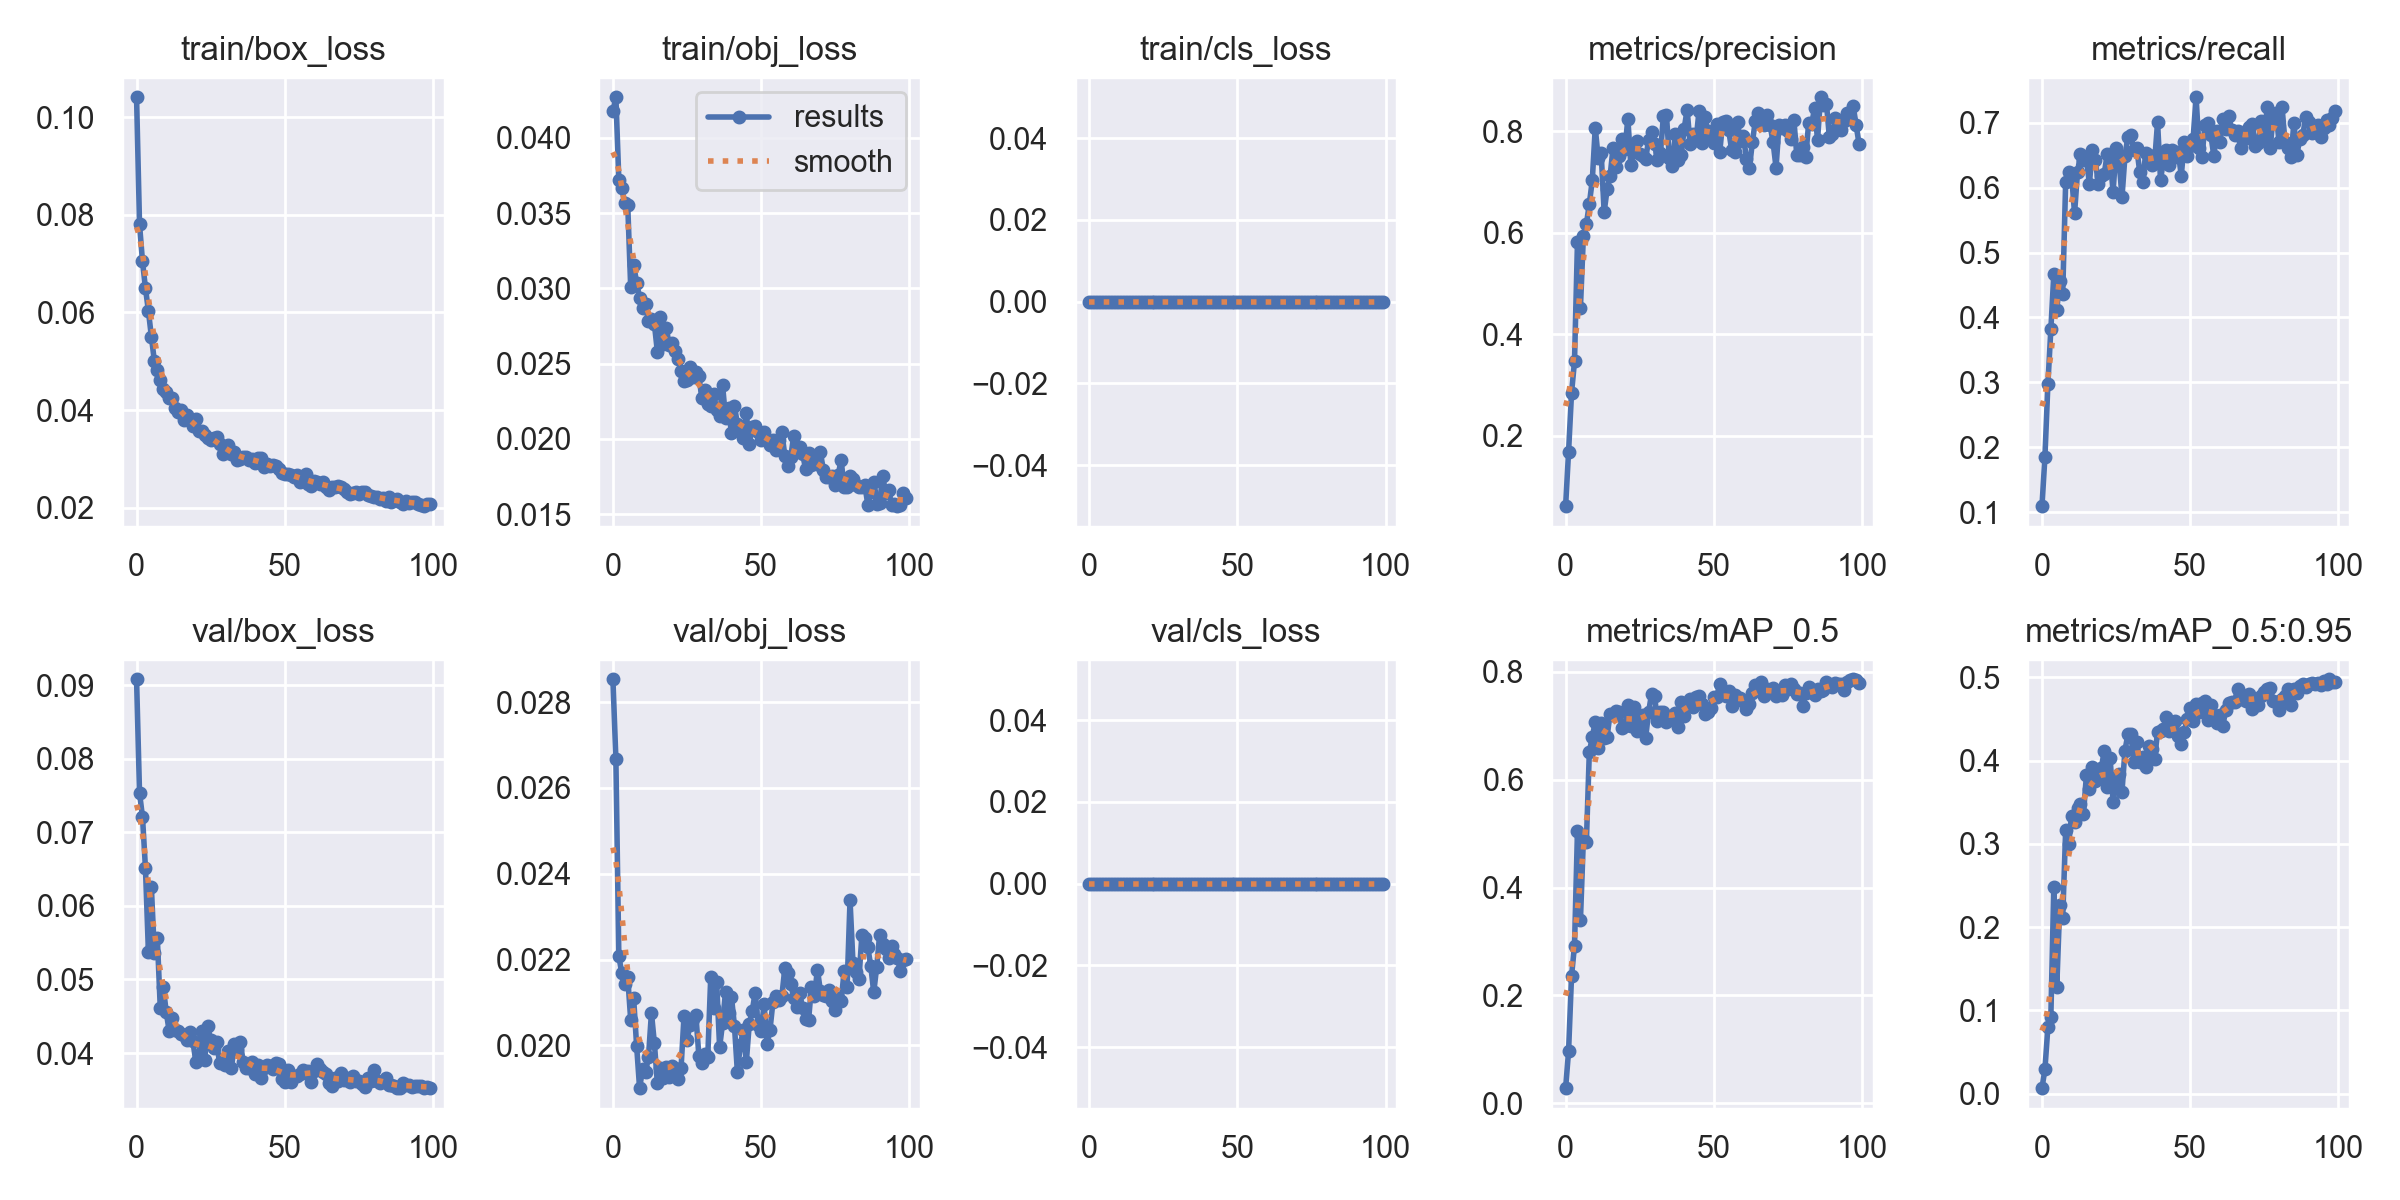 train/box_loss
0.10
0.08
0.06
0.04
0.02
0 50 100
train/obj_loss
results
smooth
0.040
0.035
0.030
0.025
0.020
0.015
0 50 100
train/cls_loss
0.04
0.02
0.00
−0.02
−0.04
0 50 100
metrics/precision
0.8
0.6
0.4
0.2
0 50 100
metrics/recall
0.7
0.6
0.5
0.4
0.3
0.2
0.1
0 50 100
val/box_loss
0.09
0.08
0.07
0.06
0.05
0.04
0 50 100
val/obj_loss
0.028
0.026
0.024
0.022
0.020
0 50 100
val/cls_loss
0.04
0.02
0.00
−0.02
−0.04
0 50 100
metrics/mAP_0.5
0.8
0.6
0.4
0.2
0.0
0 50 100
metrics/mAP_0.5:0.95
0.5
0.4
0.3
0.2
0.1
0.0
0 50 100